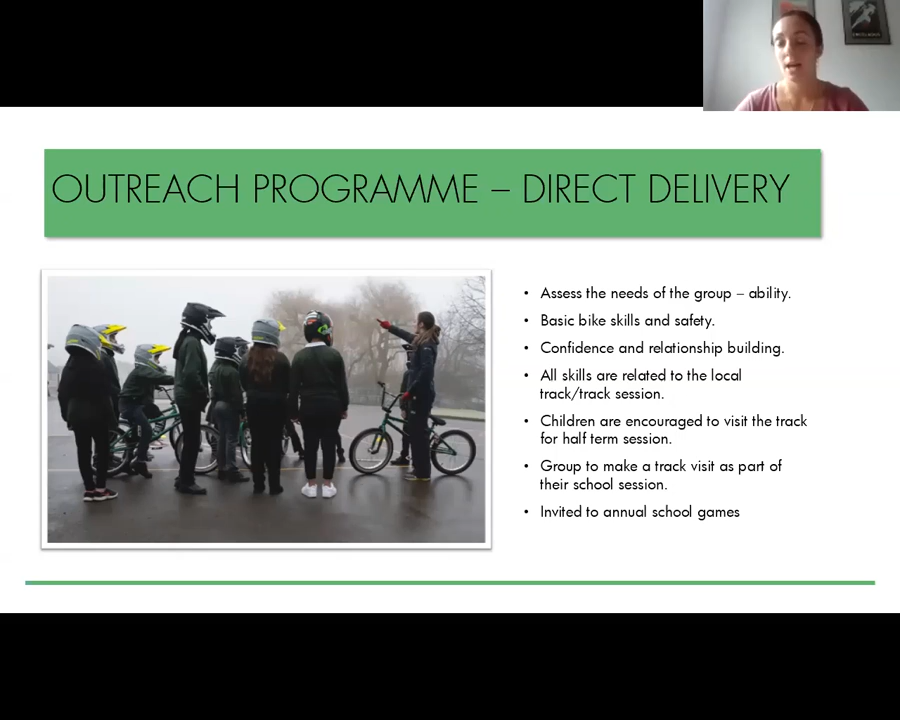 OUTREACH PROGRAMME – DIRECT DELIVERY
• Assess the needs of the group – ability.
• Basic bike skills and safety.
• Confidence and relationship building.
• All skills are related to the local
track/track session.
• Children are encouraged to visit the track
for half term session.
• Group to make a track visit as part of
their school session.
• Invited to annual school games